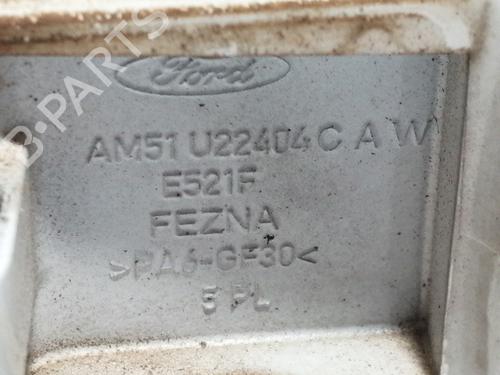 B-PARTS
Ford
AM51 U22404 C A W
E521F
FEZNA
>PA6-GF30<
5 PL